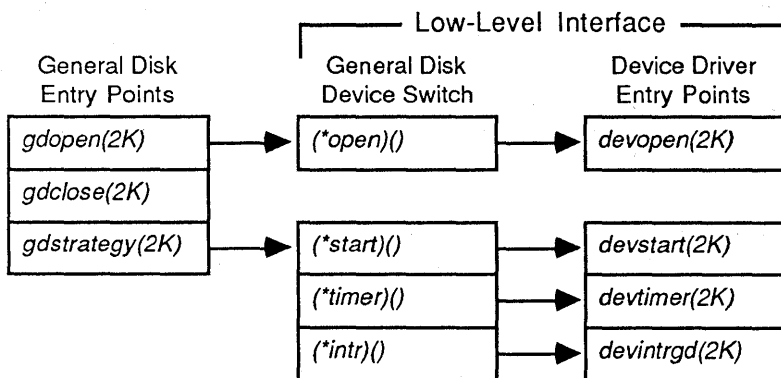 Low-Level Interface
General Disk
Entry Points
General Disk
Device Switch
Device Driver
Entry Points
gdopen(2K)
(*open)()
devopen(2K)
gdclose(2K)
gdstrategy(2K)
(*start)()
devstart(2K)
(*timer)()
devtimer(2K)
(*intr)()
devintrgd(2K)